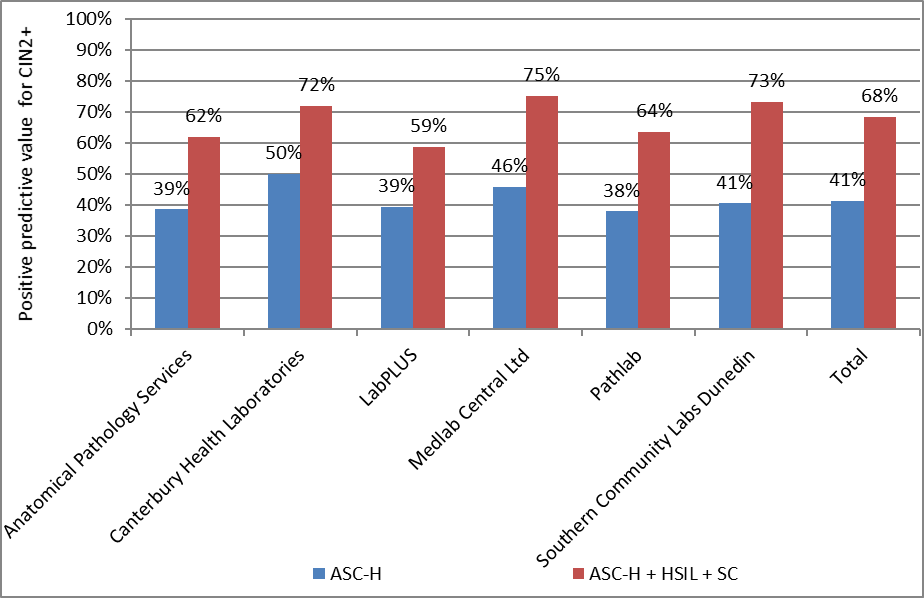 Positive predictive value for CIN2+
100%
90%
80%
70%
60%
50%
40%
30%
20%
10%
0%
39%
62%
50%
72%
39%
59%
46%
75%
38%
64%
41%
73%
41%
68%
Anatomical Pathology Services
Canterbury Health Laboratories
LabPLUS
Medlab Central Ltd
Pathlab
Southern Community Labs Dunedin
Total
ASC-H
ASC-H + HSIL + SC